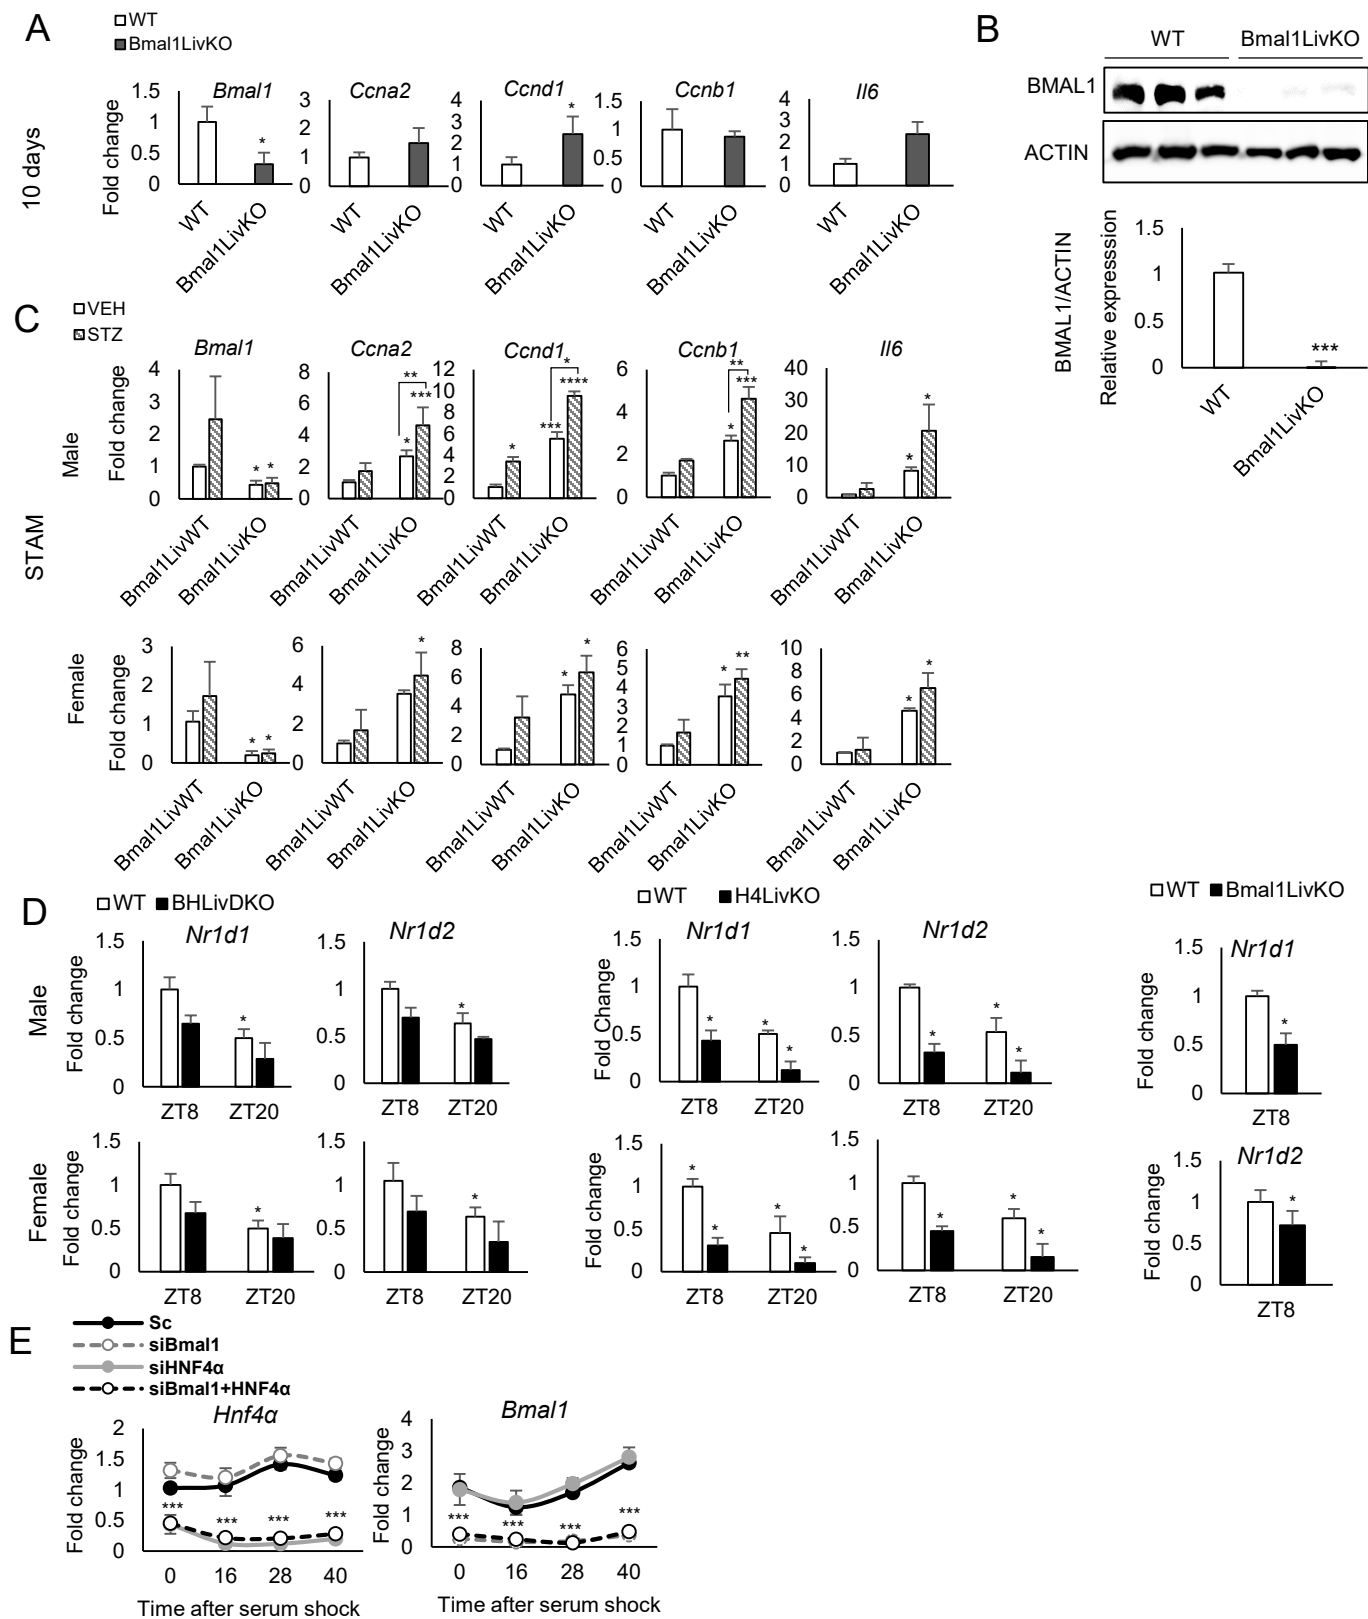 A
WT
Bmal1LivKO
10 days
Fold change
Bmal1
1.5
1
0.5
0
*
WT
Bmal1LivKO
Ccna2
3
2
1
0
WT
Bmal1LivKO
Ccnd1
4
3
2
1
0
*
WT
Bmal1LivKO
Ccnb1
1.5
1
0.5
0
WT
Bmal1LivKO
Il6
4
3
2
1
0
WT
Bmal1LivKO
B
WT Bmal1LivKO
BMAL1
ACTIN
BMAL1/ACTIN
Relative expresssion
1.5
1
0.5
0
***
WT
Bmal1LivKO
C
VEH
STZ
STAM
Male
Fold change
Bmal1
4
3
2
1
0
* *
Bmal1LivWT
Bmal1LivKO
Ccna2
8
6
4
2
0
**
***
*
Bmal1LivWT
Bmal1LivKO
Ccnd1
12
10
8
6
4
2
0
*
****
***
*
Bmal1LivWT
Bmal1LivKO
Ccnb1
6
4
2
0
**
***
*
Bmal1LivWT
Bmal1LivKO
Il6
40
30
20
10
0
*
*
Bmal1LivWT
Bmal1LivKO
Female
Fold change
3
2
1
0
* *
Bmal1LivWT
Bmal1LivKO
6
4
2
0
*
Bmal1LivWT
Bmal1LivKO
8
6
4
2
0
* *
Bmal1LivWT
Bmal1LivKO
6
5
4
3
2
1
0
* **
Bmal1LivWT
Bmal1LivKO
10
8
6
4
2
0
* *
Bmal1LivWT
Bmal1LivKO
D
WT BHLivDKO
WT H4LivKO
WT Bmal1LivKO
Male
Fold change
Nr1d1
1.5
1
0.5
0
*
ZT8 ZT20
Nr1d2
1.5
1
0.5
0
*
ZT8 ZT20
Fold Change
Nr1d1
1.5
1
0.5
0
* * *
ZT8 ZT20
Nr1d2
1.5
1
0.5
0
* * *
ZT8 ZT20
Fold change
Nr1d1
1.5
1
0.5
0
*
ZT8
Female
Fold change
1.5
1
0.5
0
*
ZT8 ZT20
1.5
1
0.5
0
*
ZT8 ZT20
Fold change
1.5
1
0.5
0
* * * *
ZT8 ZT20
1.5
1
0.5
0
* * *
ZT8 ZT20
Fold change
Nr1d2
1.5
1
0.5
0
*
ZT8
E
Sc
siBmal1
siHNF4α
siBmal1+HNF4α
Fold change
Hnf4α
2
1.5
1
0.5
0
*** *** *** ***
0 16 28 40
Time after serum shock
Fold change
Bmal1
4
3
2
1
0
*** *** *** ***
0 16 28 40
Time after serum shock